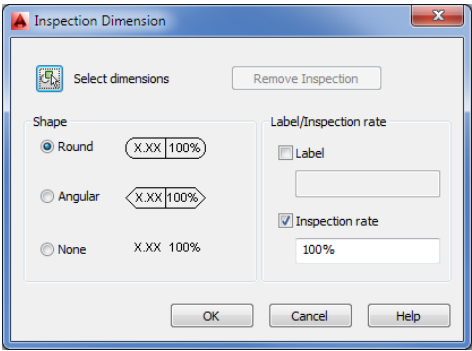 Inspection Dimension
Select dimensions
Remove Inspection
Shape
Round
X.XX 100%
Angular
X.XX 100%
None
X.XX 100%
Label/Inspection rate
Label
Inspection rate
100%
OK
Cancel
Help